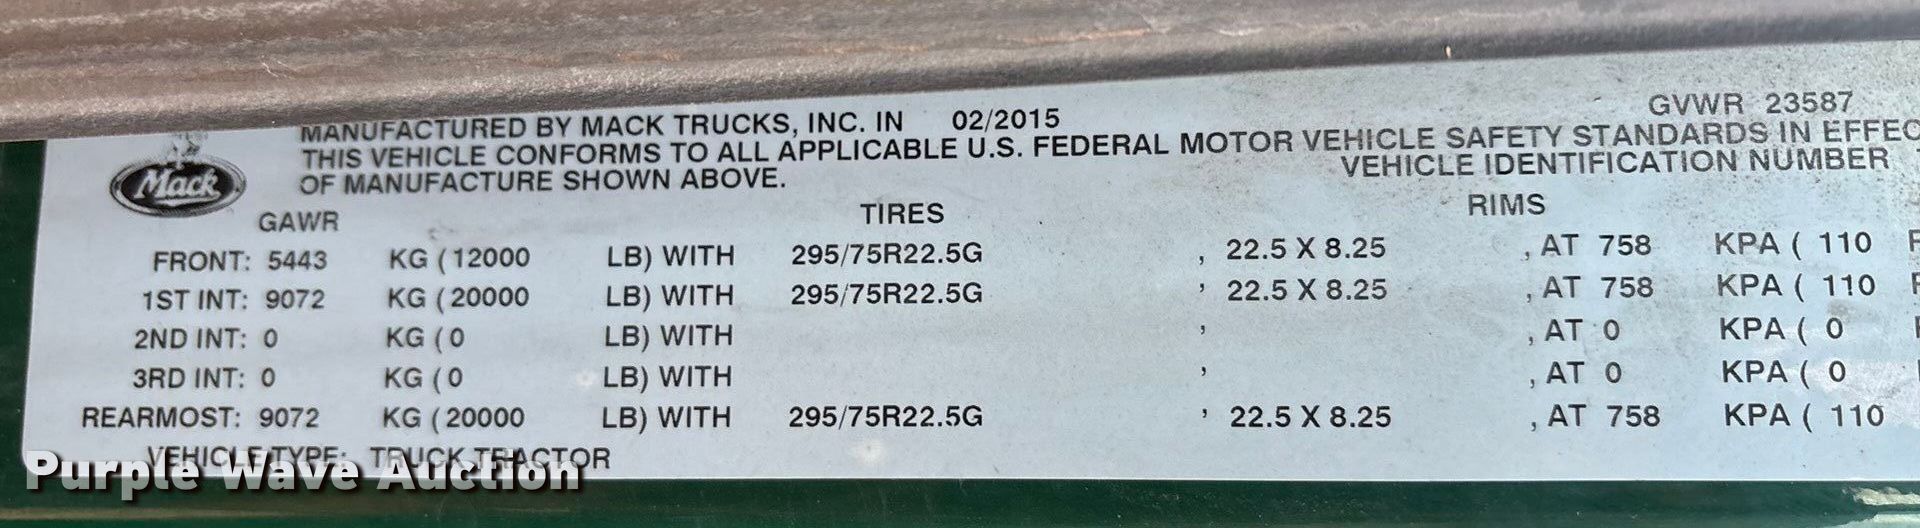 MANUFACTURED BY MACK TRUCKS, INC. IN 02/2015 GVWR 23587
THIS VEHICLE CONFORMS TO ALL APPLICABLE U.S. FEDERAL MOTOR VEHICLE SAFETY STANDARDS IN EFFEC
OF MANUFACTURE SHOWN ABOVE. VEHICLE IDENTIFICATION NUMBER
Mack
GAWR TIRES RIMS
FRONT: 5443 KG (12000 LB) WITH 295/75R22.5G , 22.5 X 8.25 , AT 758 KPA ( 110
1ST INT: 9072 KG (20000 LB) WITH 295/75R22.5G , 22.5 X 8.25 , AT 758 KPA ( 110
2ND INT: 0 KG (0 LB) WITH , , AT 0 KPA ( 0
3RD INT: 0 KG (0 LB) WITH , , AT 0 KPA ( 0
REARMOST: 9072 KG (20000 LB) WITH 295/75R22.5G , 22.5 X 8.25 , AT 758 KPA ( 110
VEHICLE TYPE: TRUCK TRACTOR
Purple Wave Auction